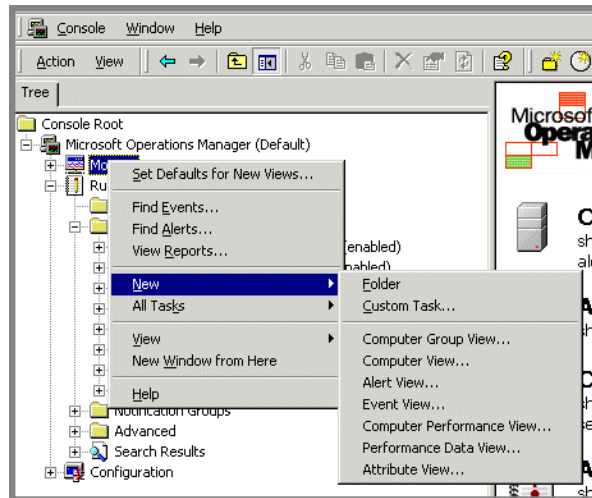 Console Window Help
Action View
Tree
Console Root
Microsoft Operations Manager (Default)
Set Defaults for New Views...
Find Events...
Find Alerts...
View Reports...
New
All Tasks
View
New Window from Here
Help
(enabled)
Folder
Custom Task...
Computer Group View...
Computer View...
Alert View...
Event View...
Computer Performance View...
Performance Data View...
Attribute View...
Notification Groups
Advanced
Search Results
Configuration
Microsoft